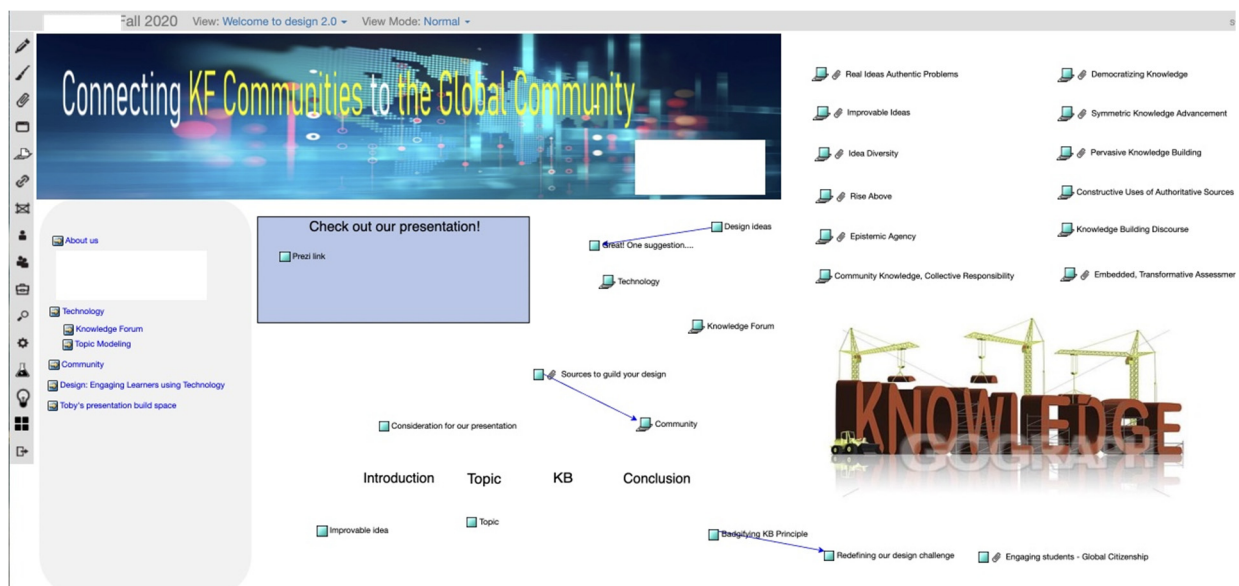 Fall 2020 View: Welcome to design 2.0 View Mode: Normal
Connecting KF Communities to the Global Community
About us
Technology
Knowledge Forum
Topic Modeling
Community
Design: Engaging Learners using Technology
Toby's presentation build space
Check out our presentation!
Prezi link
Design ideas
Great! One suggestion....
Technology
Knowledge Forum
Sources to guild your design
Community
Consideration for our presentation
Introduction Topic KB Conclusion
Improvable idea
Topic
Badgifying KB Principle
Redefining our design challenge
Engaging students - Global Citizenship
Real Ideas Authentic Problems
Improvable Ideas
Idea Diversity
Rise Above
Epistemic Agency
Community Knowledge, Collective Responsibility
Democratizing Knowledge
Symmetric Knowledge Advancement
Pervasive Knowledge Building
Constructive Uses of Authoritative Sources
Knowledge Building Discourse
Embedded, Transformative Assessmer
KNOWLEDGE
GOGRAPH